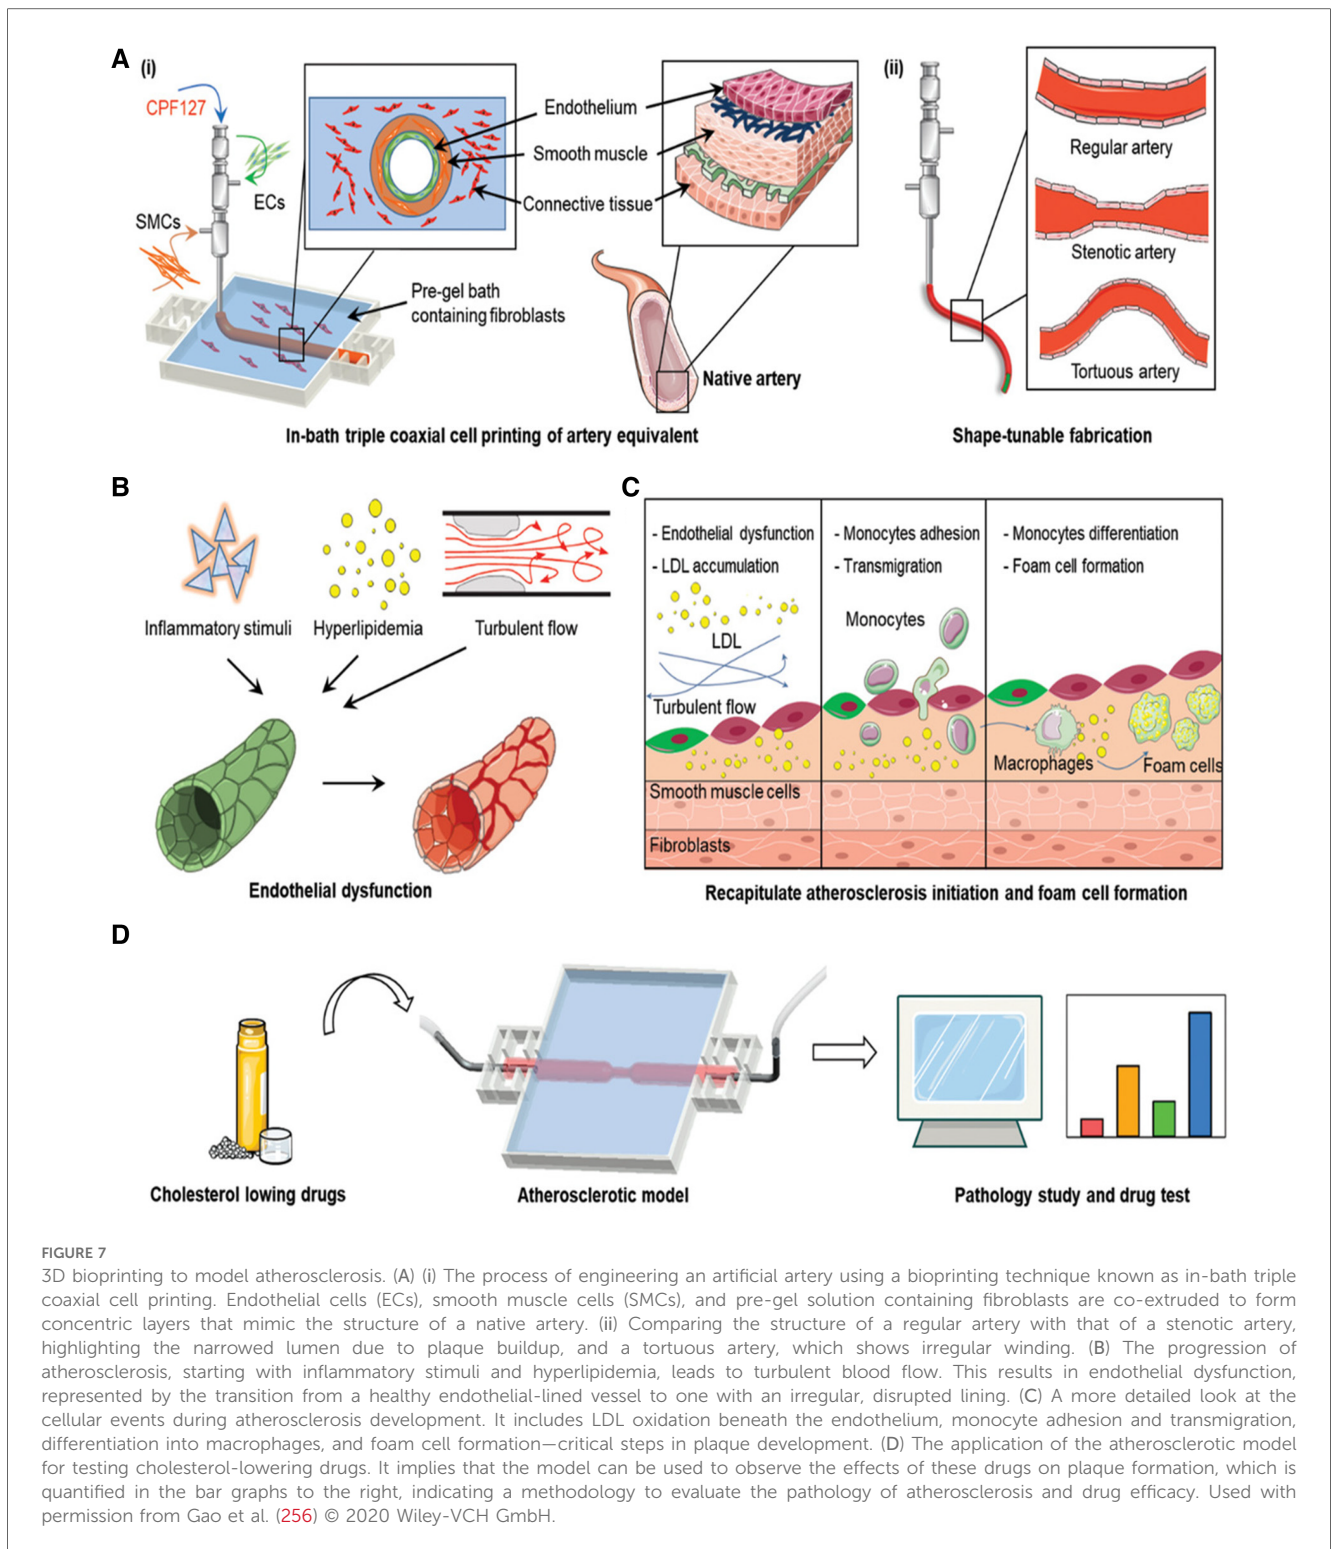 A
(i)
CPF127
ECs
SMCs
Endothelium
Smooth muscle
Connective tissue
Pre-gel bath
containing fibroblasts
Native artery
In-bath triple coaxial cell printing of artery equivalent
(ii)
Regular artery
Stenotic artery
Tortuous artery
Shape-tunable fabrication
B
Inflammatory stimuli
Hyperlipidemia
Turbulent flow
Endothelial dysfunction
C
- Endothelial dysfunction
- LDL accumulation
LDL
Turbulent flow
- Monocytes adhesion
- Transmigration
Monocytes
- Monocytes differentiation
- Foam cell formation
Macrophages
Foam cells
Smooth muscle cells
Fibroblasts
Recapitulate atherosclerosis initiation and foam cell formation
D
Cholesterol lowing drugs
Atherosclerotic model
Pathology study and drug test
FIGURE 7
3D bioprinting to model atherosclerosis. (A) (i) The process of engineering an artificial artery using a bioprinting technique known as in-bath triple
coaxial cell printing. Endothelial cells (ECs), smooth muscle cells (SMCs), and pre-gel solution containing fibroblasts are co-extruded to form
concentric layers that mimic the structure of a native artery. (ii) Comparing the structure of a regular artery with that of a stenotic artery,
highlighting the narrowed lumen due to plaque buildup, and a tortuous artery, which shows irregular winding. (B) The progression of
atherosclerosis, starting with inflammatory stimuli and hyperlipidemia, leads to turbulent blood flow. This results in endothelial dysfunction,
represented by the transition from a healthy endothelial-lined vessel to one with an irregular, disrupted lining. (C) A more detailed look at the
cellular events during atherosclerosis development. It includes LDL oxidation beneath the endothelium, monocyte adhesion and transmigration,
differentiation into macrophages, and foam cell formation—critical steps in plaque development. (D) The application of the atherosclerotic model
for testing cholesterol-lowering drugs. It implies that the model can be used to observe the effects of these drugs on plaque formation, which is
quantified in the bar graphs to the right, indicating a methodology to evaluate the pathology of atherosclerosis and drug efficacy. Used with
permission from Gao et al. (256) © 2020 Wiley-VCH GmbH.